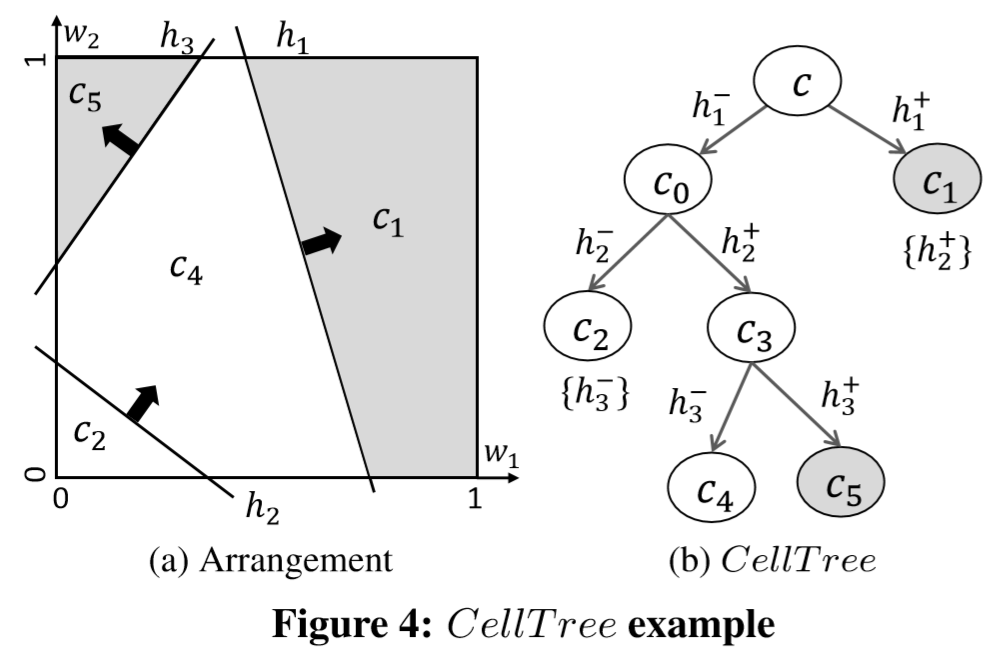 w₂ h₃ h₁
1
c₅
c₁
c₄
c₂
0
w₁
0 1
h₂
(a) Arrangement
c
h₁⁻ h₁⁺
c₀ c₁
h₂⁻ h₂⁺ {h₂⁺}
c₂ c₃
{h₃⁻} h₃⁻ h₃⁺
c₄ c₅
(b) CellTree
Figure 4: CellTree example